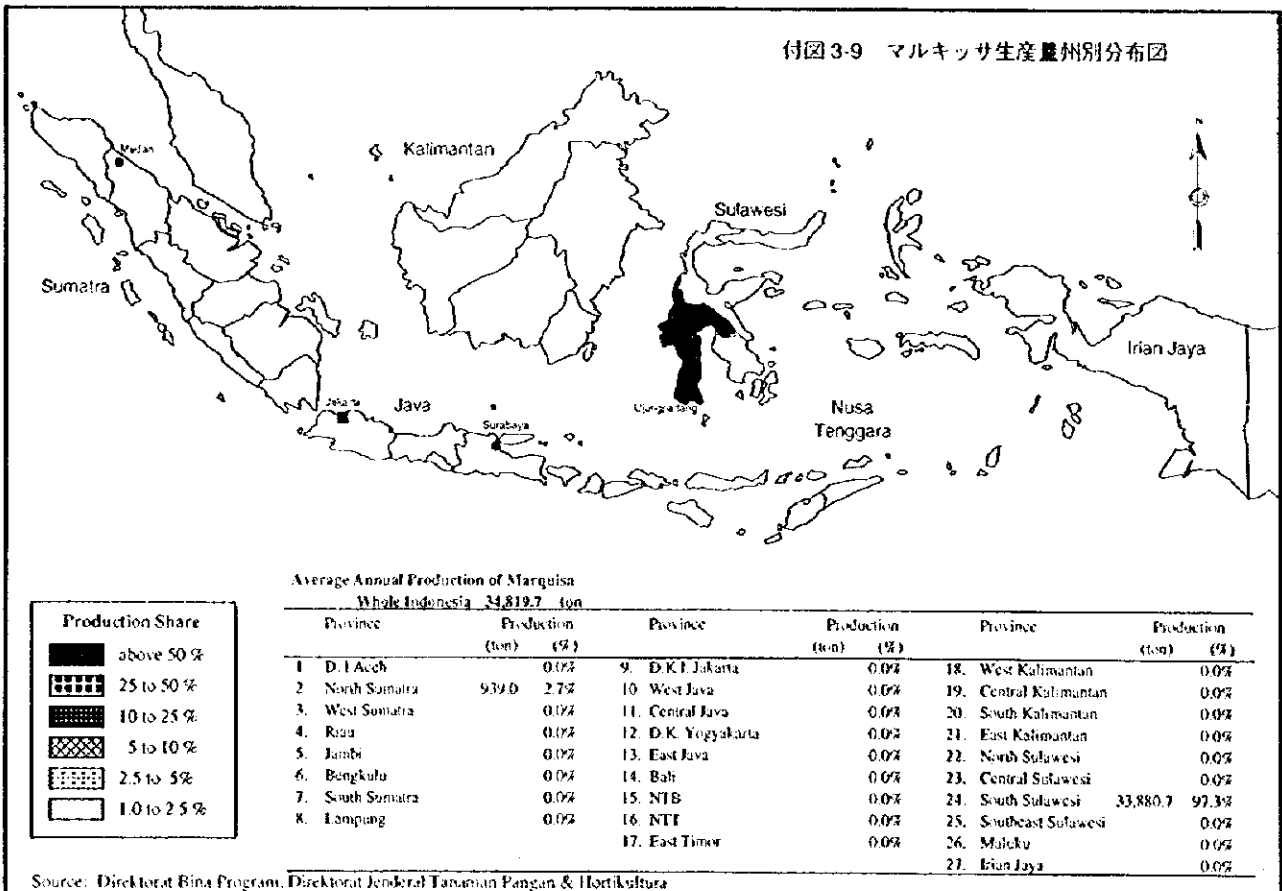 付図 3-9 マルキッサ生産量州別分布図
N
Medan
Kalimantan
Sulawesi
Sumatra
Irian Jaya
Jakarta
Java
Surabaya
Nusa
Tenggara
Production Share
above 50 %
25 to 50 %
10 to 25 %
5 to 10 %
2.5 to 5%
1.0 to 2.5 %
Average Annual Production of Marquisa
Whole Indonesia 34,819.7 ton
Province Production Province Production Province Production
(ton) (%) (ton) (%) (ton) (%)
1 D. I Aceh 0.0% 9. D.K.I. Jakarta 0.0% 18. West Kalimantan 0.0%
2 North Sumatra 939.0 2.7% 10 West Java 0.0% 19. Central Kalimantan 0.0%
3. West Sumatra 0.0% 11. Central Java 0.0% 20. South Kalimantan 0.0%
4. Riau 0.0% 12. D.K. Yogyakarta 0.0% 21. East Kalimantan 0.0%
5. Jambi 0.0% 13. East Java 0.0% 22. North Sulawesi 0.0%
6. Bengkulu 0.0% 14. Bali 0.0% 23. Central Sulawesi 0.0%
7. South Sumatra 0.0% 15. NTB 0.0% 24. South Sulawesi 33,880.7 97.3%
8. Lampung 0.0% 16. NTT 0.0% 25. Southeast Sulawesi 0.0%
17. East Timor 0.0% 26. Maluku 0.0%
27. Irian Jaya 0.0%
Source: Direktorat Bina Program, Direktorat Jenderal Tanaman Pangan & Hortikultura